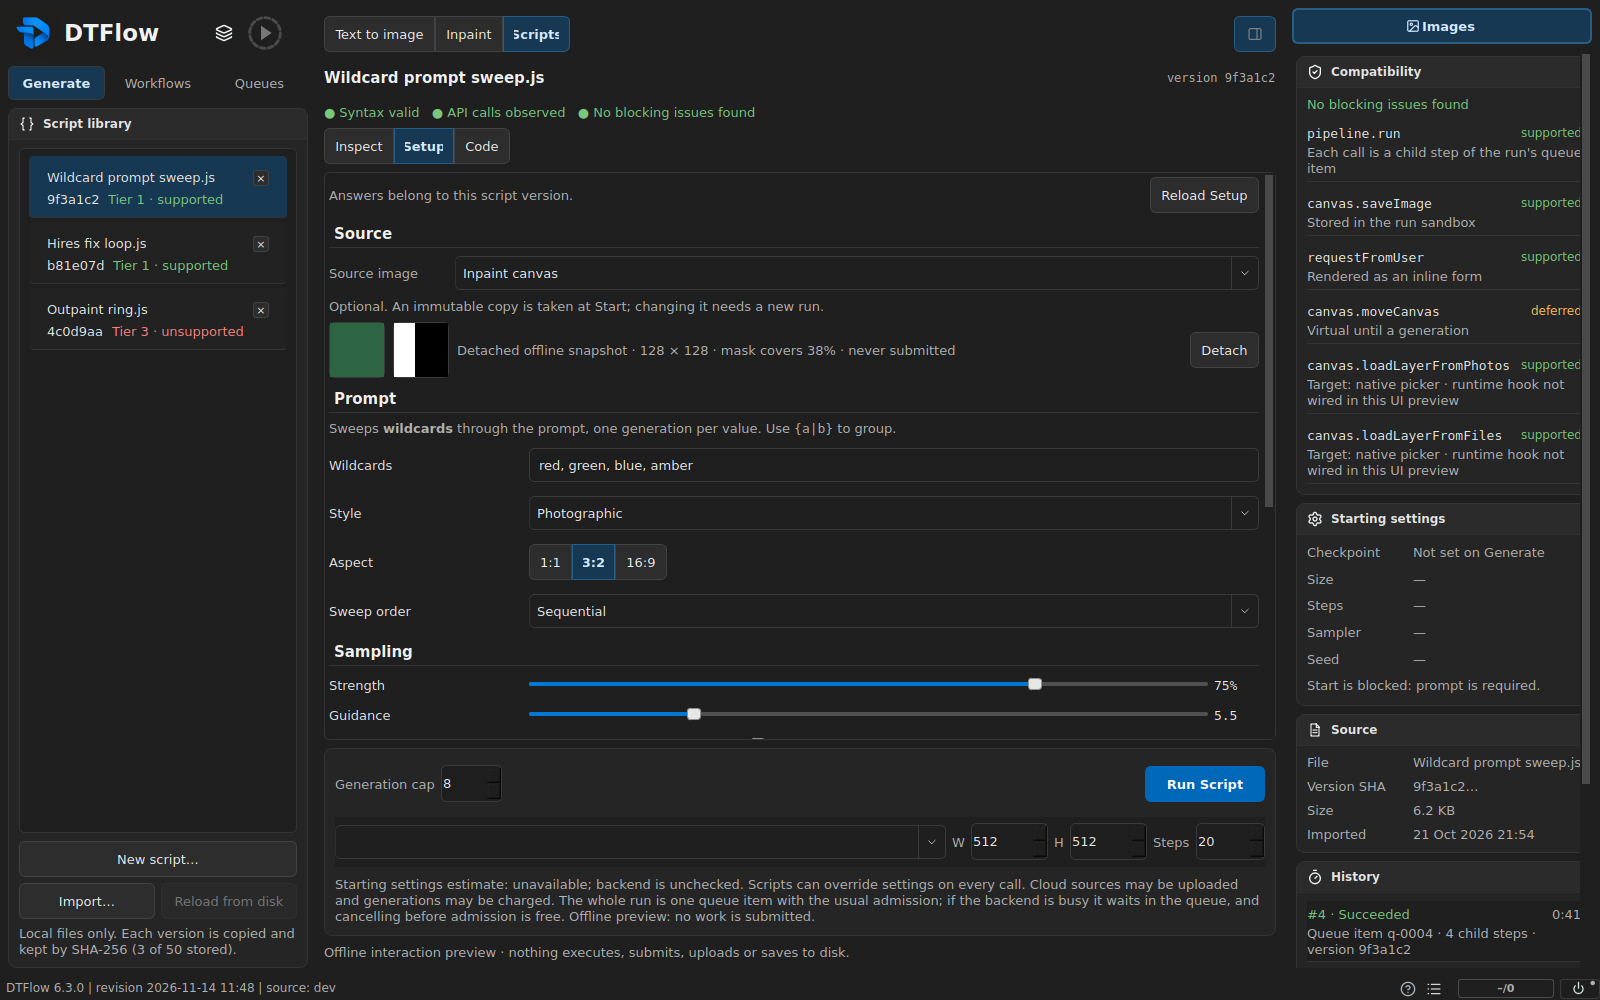 DTFlow
Generate
Workflows
Queues
Script library
Wildcard prompt sweep.js
9f3a1c2 Tier 1 · supported
Hires fix loop.js
b81e07d Tier 1 · supported
Outpaint ring.js
4c0d9aa Tier 3 · unsupported
New script...
Import...
Reload from disk
Local files only. Each version is copied and
kept by SHA-256 (3 of 50 stored).
Text to image
Inpaint
Scripts
Wildcard prompt sweep.js
version 9f3a1c2
Syntax valid
API calls observed
No blocking issues found
Inspect
Setup
Code
Answers belong to this script version.
Reload Setup
Source
Source image
Inpaint canvas
Optional. An immutable copy is taken at Start; changing it needs a new run.
Detached offline snapshot · 128 × 128 · mask covers 38% · never submitted
Detach
Prompt
Sweeps wildcards through the prompt, one generation per value. Use {a|b} to group.
Wildcards
red, green, blue, amber
Style
Photographic
Aspect
1:1
3:2
16:9
Sweep order
Sequential
Sampling
Strength
75%
Guidance
5.5
Generation cap
8
Run Script
W
512
H
512
Steps
20
Starting settings estimate: unavailable; backend is unchecked. Scripts can override settings on every call. Cloud sources may be uploaded
and generations may be charged. The whole run is one queue item with the usual admission; if the backend is busy it waits in the queue, and
cancelling before admission is free. Offline preview: no work is submitted.
Offline interaction preview · nothing executes, submits, uploads or saves to disk.
Images
Compatibility
No blocking issues found
pipeline.run
supported
Each call is a child step of the run's queue
item
canvas.saveImage
supported
Stored in the run sandbox
requestFromUser
supported
Rendered as an inline form
canvas.moveCanvas
deferred
Virtual until a generation
canvas.loadLayerFromPhotos
supported
Target: native picker · runtime hook not
wired in this UI preview
canvas.loadLayerFromFiles
supported
Target: native picker · runtime hook not
wired in this UI preview
Starting settings
Checkpoint
Not set on Generate
Size
—
Steps
—
Sampler
—
Seed
—
Start is blocked: prompt is required.
Source
File
Wildcard prompt sweep.js
Version SHA
9f3a1c2...
Size
6.2 KB
Imported
21 Oct 2026 21:54
History
#4 · Succeeded
0:41
Queue item q-0004 · 4 child steps ·
version 9f3a1c2
DTFlow 6.3.0 | revision 2026-11-14 11:48 | source: dev
-/0